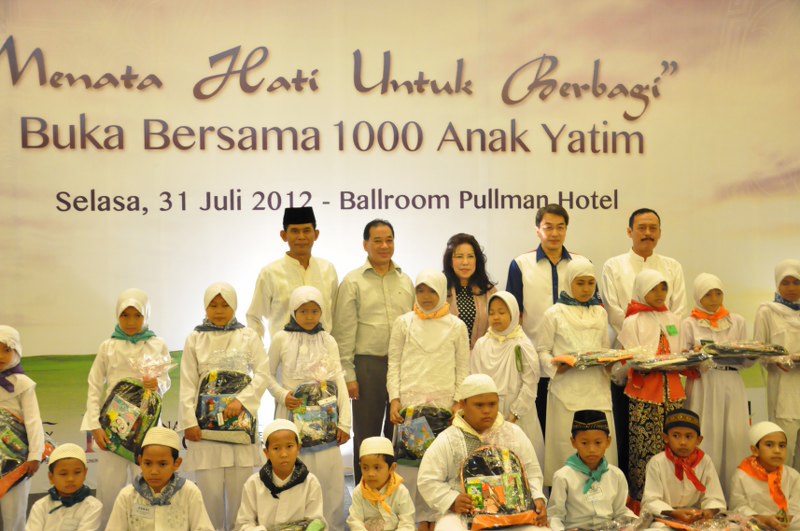 Menata Hati Untuk Berbagi"
Buka Bersama 1000 Anak Yatim
Selasa, 31 Juli 2012 - Ballroom Pullman Hotel